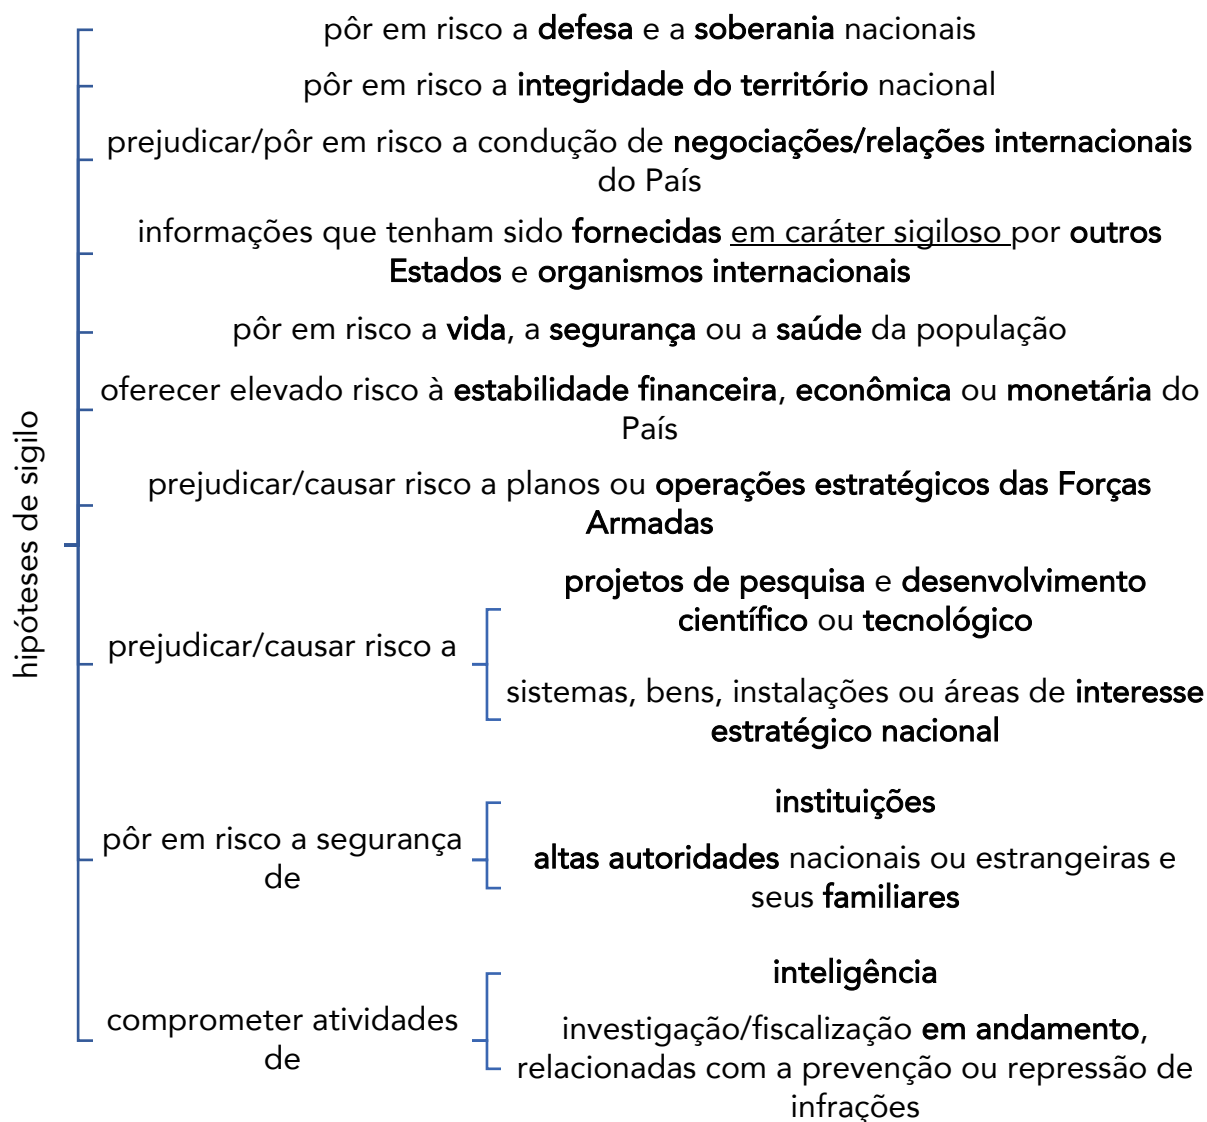 pôr em risco a defesa e a soberania nacionais
pôr em risco a integridade do território nacional
prejudicar/pôr em risco a condução de negociações/relações internacionais
do País
informações que tenham sido fornecidas em caráter sigiloso por outros
Estados e organismos internacionais
pôr em risco a vida, a segurança ou a saúde da população
oferecer elevado risco à estabilidade financeira, econômica ou monetária do
País
hipóteses de sigilo
prejudicar/causar risco a planos ou operações estratégicos das Forças
Armadas
prejudicar/causar risco a
projetos de pesquisa e desenvolvimento
científico ou tecnológico
sistemas, bens, instalações ou áreas de interesse
estratégico nacional
pôr em risco a segurança
de
instituições
altas autoridades nacionais ou estrangeiras e
seus familiares
comprometer atividades
de
inteligência
investigação/fiscalização em andamento,
relacionadas com a prevenção ou repressão de
infrações